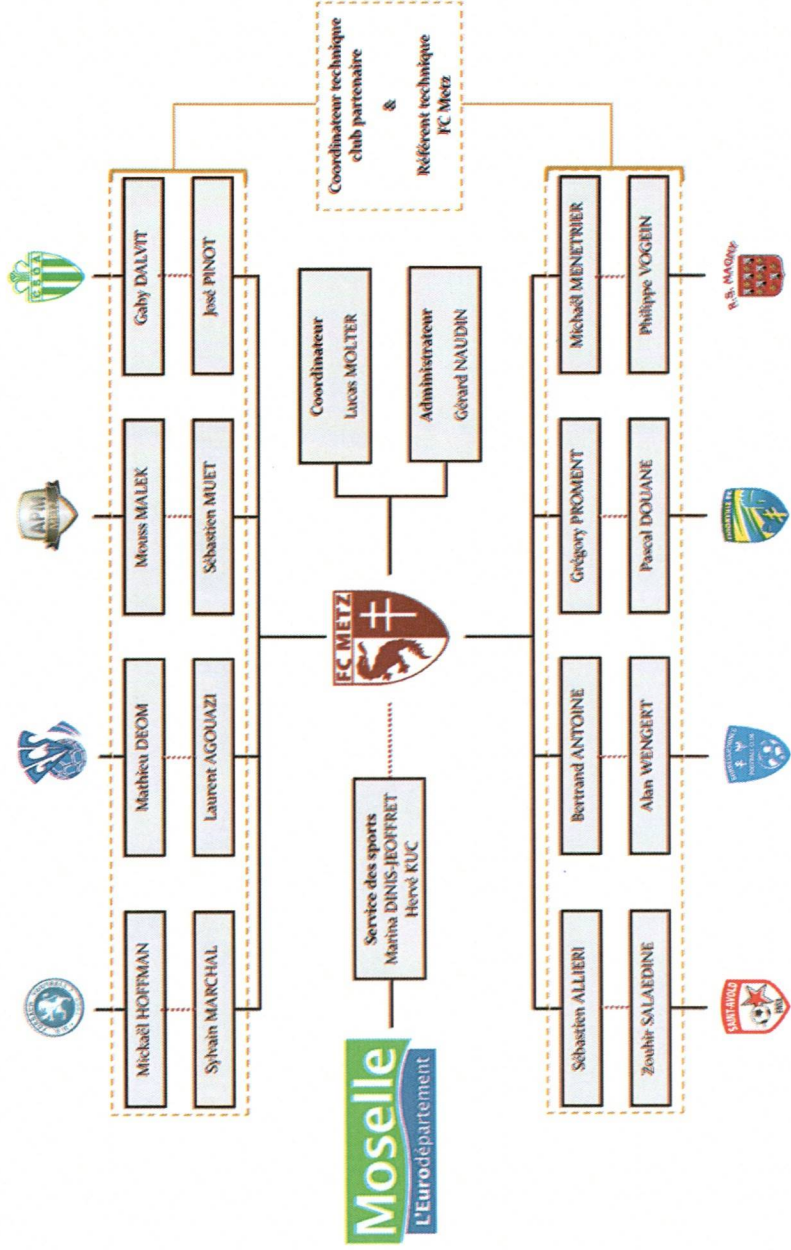 Mickaël HOFFMAN
Sylvain MARCHAL
Mathieu DEOM
Laurent AGOUAZI
APM
Mouss MALEK
Sébastien MUET
Gaby DALVIT
José PINOT
Coordinateur technique
club partenaire
&
Référent technique
FC Metz
Moselle
L'Eurodépartement
Service des sports
Marina DINIS-JEOFFRET
Hervé KUC
FC METZ
Coordinateur
Lucas MOLTER
Administrateur
Gérard NAUDIN
Sébastien ALLIERI
Zouhir SALAEDINE
SAINT-AVOLD
Bertrand ANTOINE
Alan WENGERT
Grégory PROMENT
Pascal DOUANE
Michaël MENETRIER
Philippe VOGEIN
R.S. MAGNY